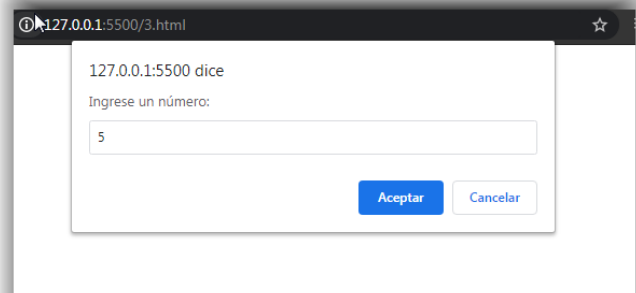 127.0.0.1:5500/3.html
127.0.0.1:5500 dice
Ingrese un número:
5
Aceptar Cancelar